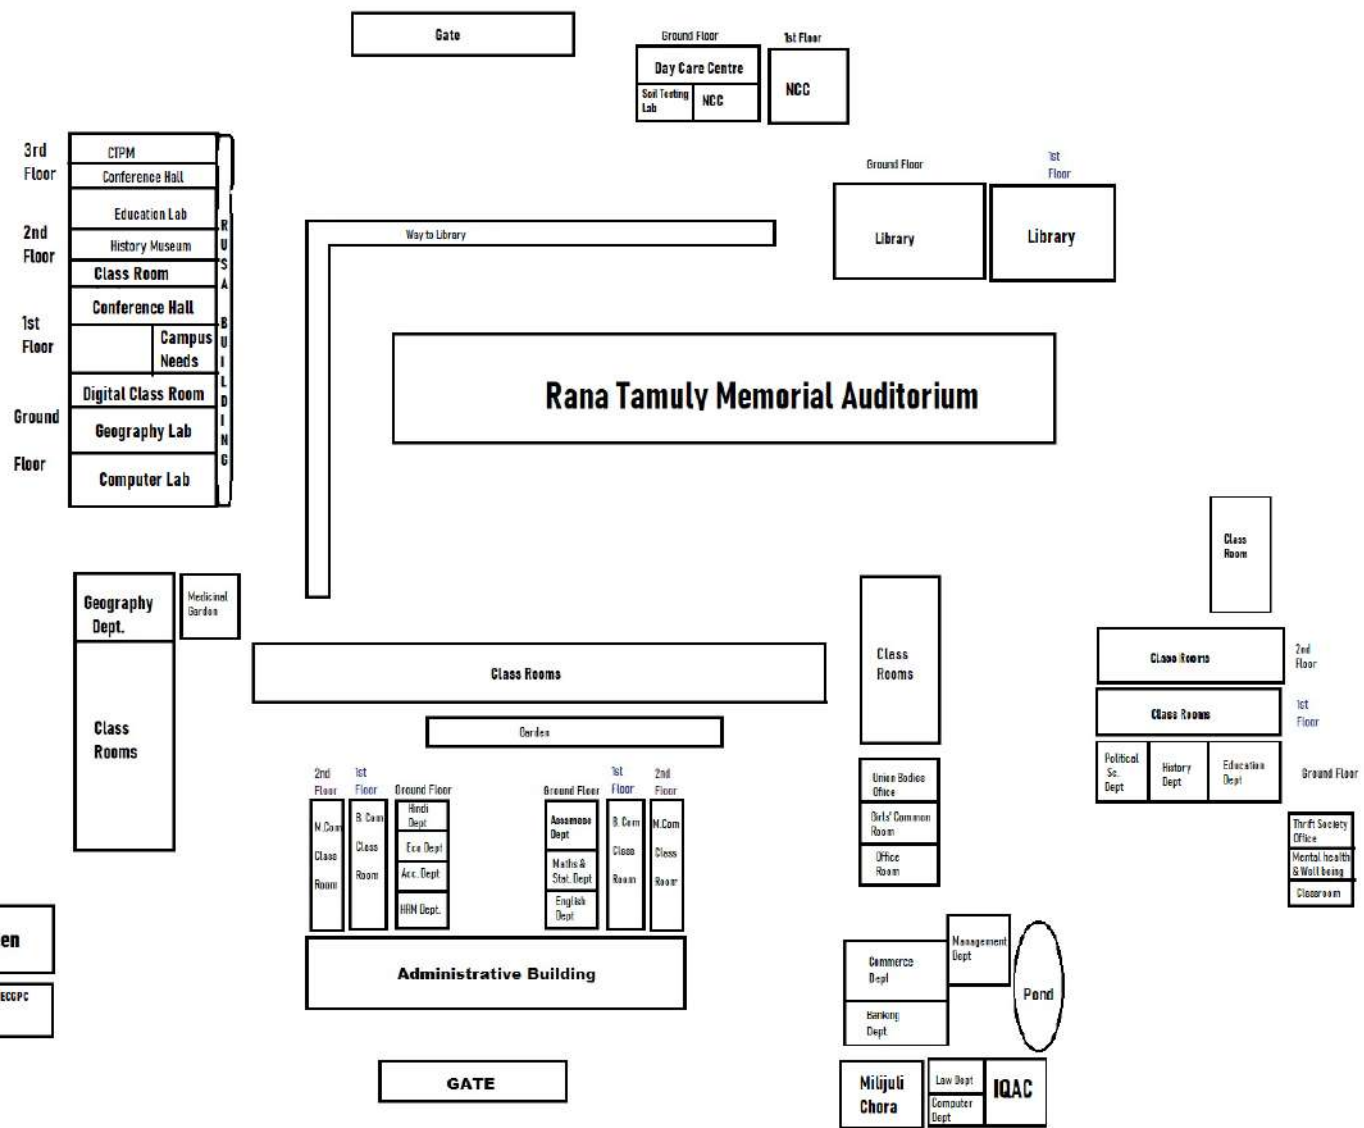 Gate
Ground Floor
1st Floor
Day Care Centre
Soil Testing
Lab
NCC
NCC
3rd
Floor
CTPM
Conference Hall
Education Lab
2nd
Floor
History Museum
Class Room
Conference Hall
1st
Floor
Campus
Needs
Digital Class Room
Ground
Floor
Geography Lab
Computer Lab
RUSA BUILDING
Way to Library
Ground Floor
1st
Floor
Library
Library
Rana Tamuly Memorial Auditorium
Class
Room
Geography
Dept.
Medicinal
Garden
Class
Rooms
Class Rooms
Garden
Class
Rooms
Class Rooms
2nd
Floor
Class Rooms
1st
Floor
Political
Sc.
Dept
History
Dept
Education
Dept
Ground Floor
Thrift Society
Office
Mental health
& Well being
Classroom
2nd
Floor
1st
Floor
Ground Floor
M.Com
Class
Room
B. Com
Class
Room
Hindi
Dept
Eco Dept
Acc. Dept
HRM Dept.
Ground Floor
1st
Floor
2nd
Floor
Assamese
Dept
Maths &
Stat. Dept
English
Dept
B. Com
Class
Room
M.Com
Class
Room
Union Bodies
Office
Girls' Common
Room
Office
Room
en
ECGPC
Administrative Building
Commerce
Dept
Management
Dept
Banking
Dept
Pond
GATE
Milijuli
Chora
Law Dept
Computer
Dept
IQAC